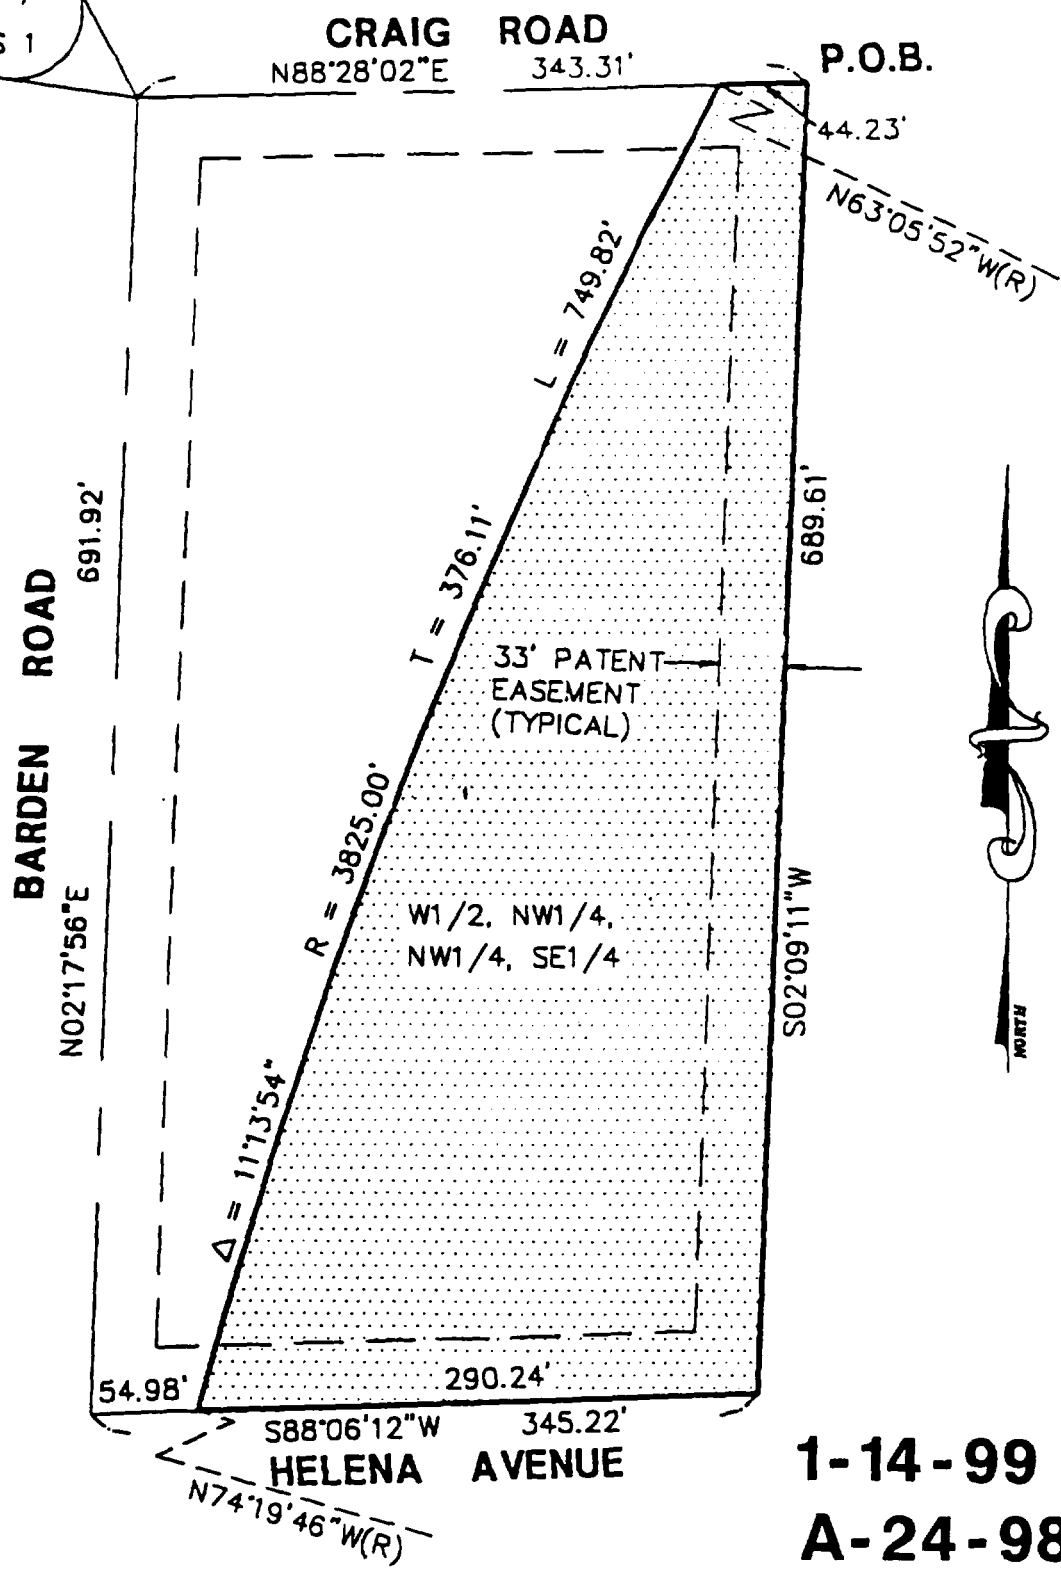 S 1
CRAIG ROAD
N88°28'02"E 343.31'
P.O.B.
44.23'
N63°05'52"W(R)
L = 749.82'
T = 376.11'
R = 3825.00'
Δ = 11°13'54"
691.92'
BARDEN ROAD
N02°17'56"E
689.61'
S02°09'11"W
33' PATENT
EASEMENT
(TYPICAL)
W1/2, NW1/4,
NW1/4, SE1/4
NORTH
54.98'
290.24'
S88°06'12"W 345.22'
HELENA AVENUE
N74°19'46"W(R)
1-14-99
A-24-98